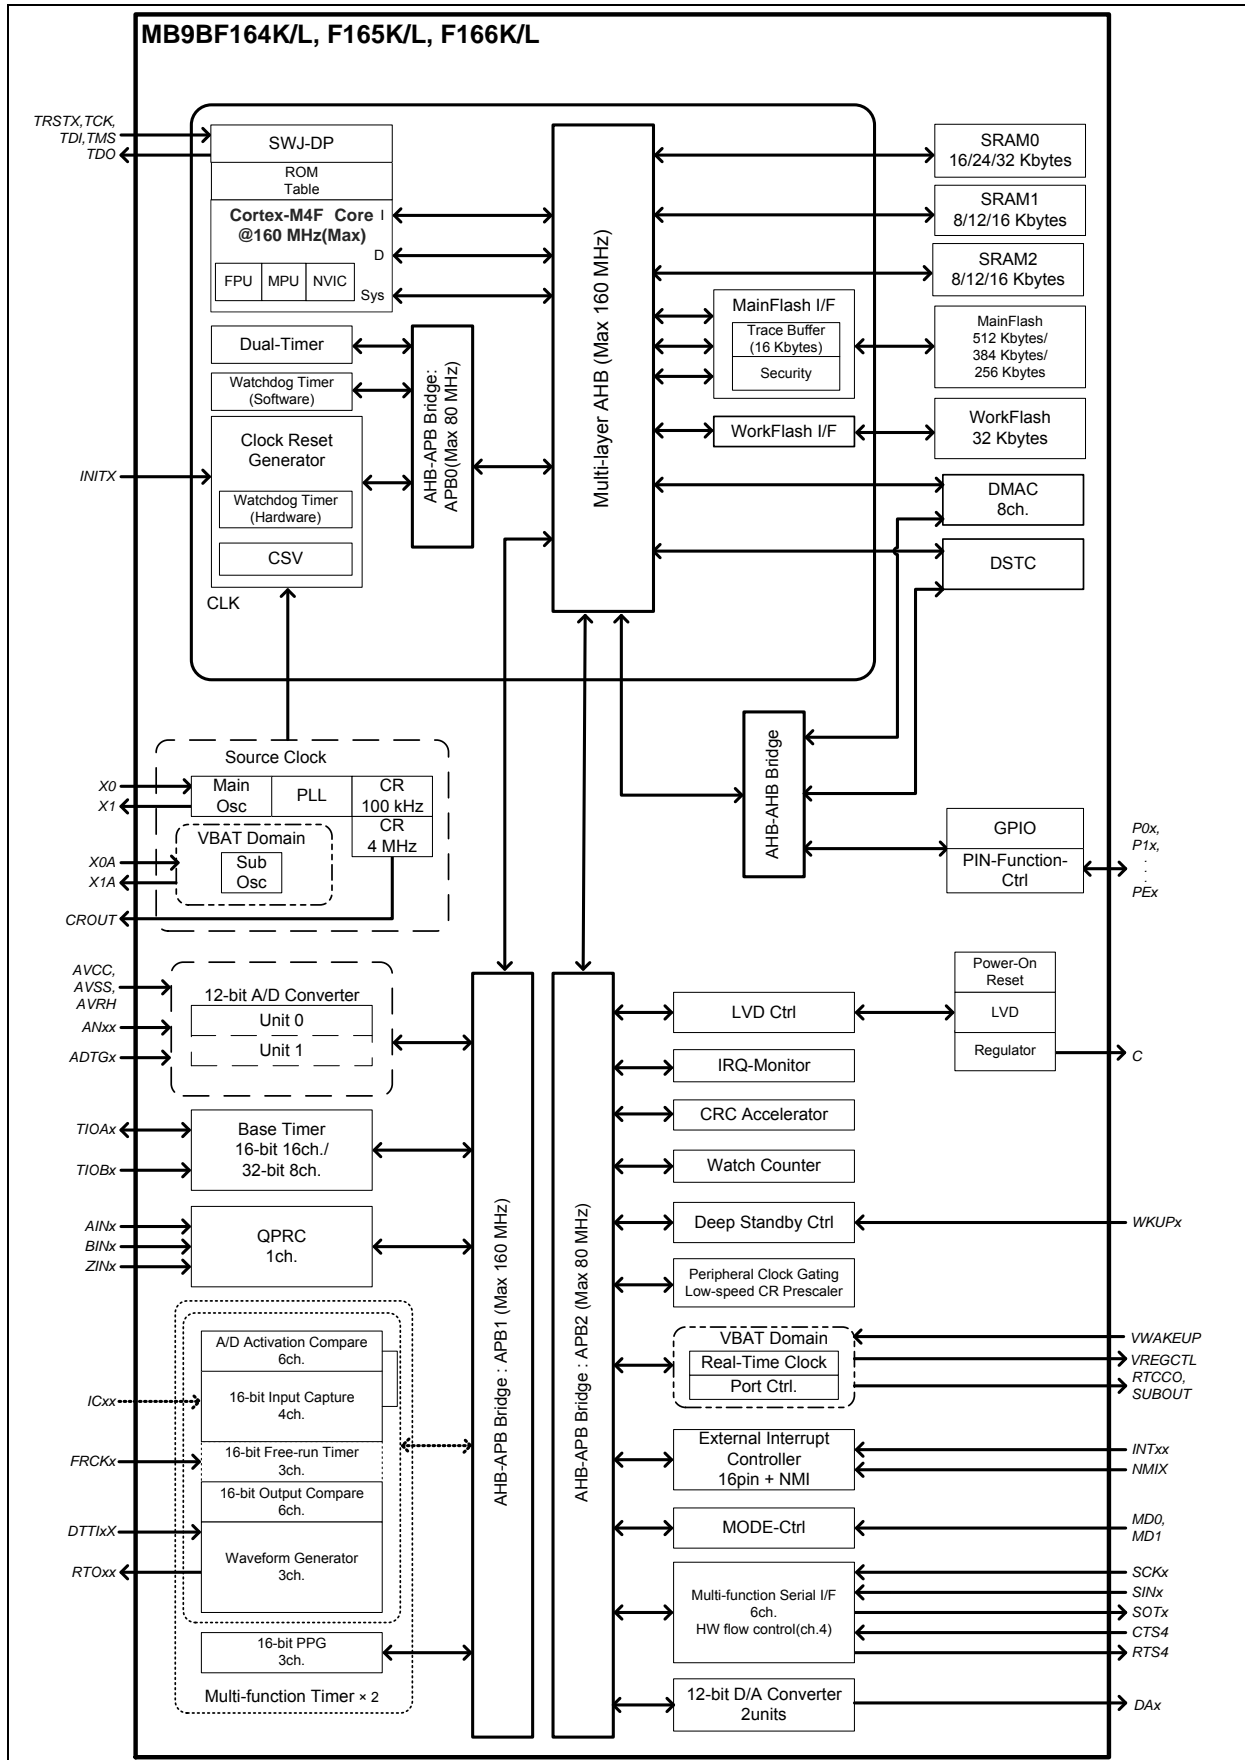 MB9BF164K/L, F165K/L, F166K/L
TRSTX,TCK,
TDI,TMS
TDO
SWJ-DP
ROM
Table
Cortex-M4F Core
@160 MHz(Max)
I
D
Sys
FPU
MPU
NVIC
Dual-Timer
Watchdog Timer
(Software)
Clock Reset
Generator
Watchdog Timer
(Hardware)
CSV
CLK
INITX
AHB-APB Bridge:
APB0(Max 80 MHz)
Multi-layer AHB (Max 160 MHz)
SRAM0
16/24/32 Kbytes
SRAM1
8/12/16 Kbytes
SRAM2
8/12/16 Kbytes
MainFlash I/F
Trace Buffer
(16 Kbytes)
Security
MainFlash
512 Kbytes/
384 Kbytes/
256 Kbytes
WorkFlash I/F
WorkFlash
32 Kbytes
DMAC
8ch.
DSTC
Source Clock
X0
X1
Main
Osc
PLL
CR
100 kHz
CR
4 MHz
VBAT Domain
Sub
Osc
X0A
X1A
CROUT
AHB-AHB Bridge
GPIO
PIN-Function-
Ctrl
P0x,
P1x,
.
.
PEx
AVCC,
AVSS,
AVRH
ANxx
ADTGx
12-bit A/D Converter
Unit 0
Unit 1
TIOAx
TIOBx
Base Timer
16-bit 16ch./
32-bit 8ch.
AINx
BINx
ZINx
QPRC
1ch.
A/D Activation Compare
6ch.
ICxx
16-bit Input Capture
4ch.
FRCKx
16-bit Free-run Timer
3ch.
16-bit Output Compare
6ch.
DTTIxX
RTOxx
Waveform Generator
3ch.
16-bit PPG
3ch.
Multi-function Timer × 2
AHB-APB Bridge : APB1 (Max 160 MHz)
AHB-APB Bridge : APB2 (Max 80 MHz)
LVD Ctrl
Power-On
Reset
LVD
Regulator
C
IRQ-Monitor
CRC Accelerator
Watch Counter
Deep Standby Ctrl
WKUPx
Peripheral Clock Gating
Low-speed CR Prescaler
VBAT Domain
Real-Time Clock
Port Ctrl.
VWAKEUP
VREGCTL
RTCCO,
SUBOUT
External Interrupt
Controller
16pin + NMI
INTxx
NMIX
MODE-Ctrl
MD0,
MD1
Multi-function Serial I/F
6ch.
HW flow control(ch.4)
SCKx
SINx
SOTx
CTS4
RTS4
12-bit D/A Converter
2units
DAx